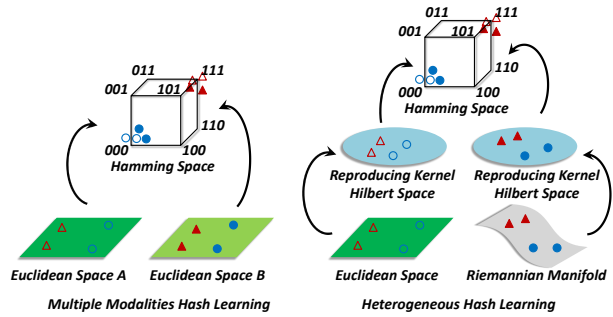 011 111
001 101
110
000 100
Hamming Space
Euclidean Space A Euclidean Space B
Multiple Modalities Hash Learning
011 111
001 101
110
000 100
Hamming Space
Reproducing Kernel
Hilbert Space
Reproducing Kernel
Hilbert Space
Euclidean Space Riemannian Manifold
Heterogeneous Hash Learning